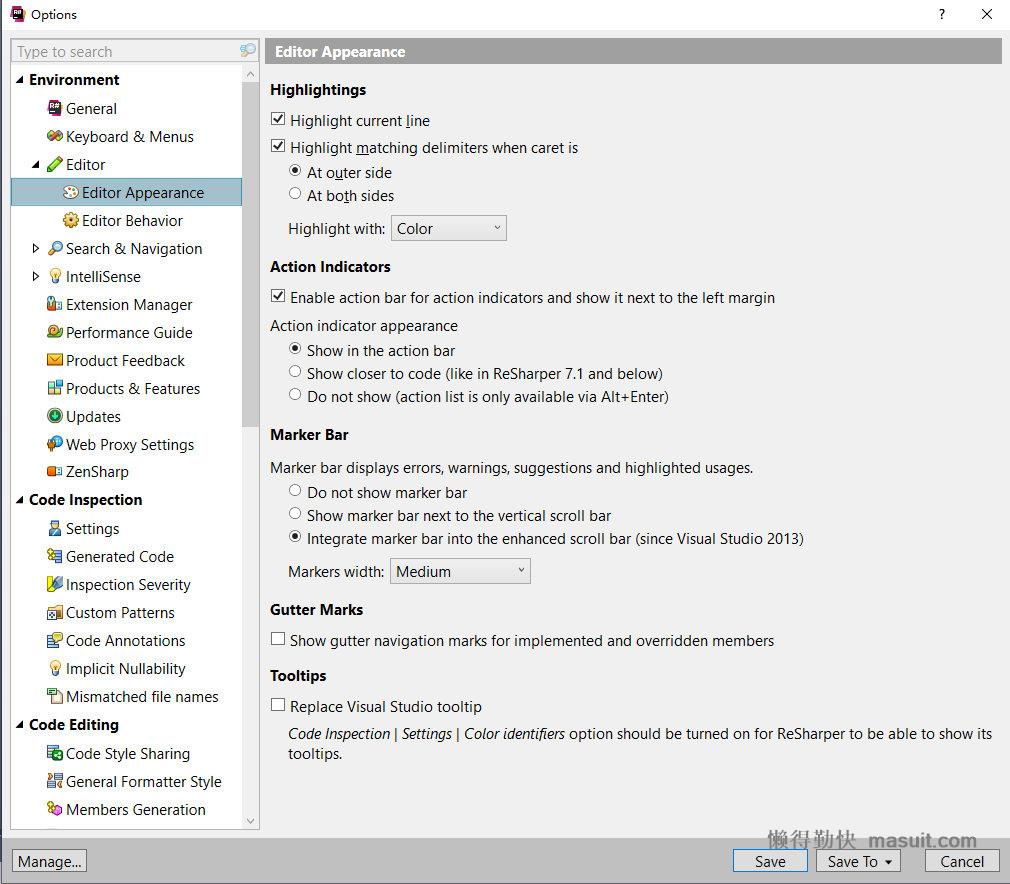 Options
Type to search
Environment
General
Keyboard & Menus
Editor
Editor Appearance
Editor Behavior
Search & Navigation
IntelliSense
Extension Manager
Performance Guide
Product Feedback
Products & Features
Updates
Web Proxy Settings
ZenSharp
Code Inspection
Settings
Generated Code
Inspection Severity
Custom Patterns
Code Annotations
Implicit Nullability
Mismatched file names
Code Editing
Code Style Sharing
General Formatter Style
Members Generation
Editor Appearance
Highlightings
Highlight current line
Highlight matching delimiters when caret is
At outer side
At both sides
Highlight with: Color
Action Indicators
Enable action bar for action indicators and show it next to the left margin
Action indicator appearance
Show in the action bar
Show closer to code (like in ReSharper 7.1 and below)
Do not show (action list is only available via Alt+Enter)
Marker Bar
Marker bar displays errors, warnings, suggestions and highlighted usages.
Do not show marker bar
Show marker bar next to the vertical scroll bar
Integrate marker bar into the enhanced scroll bar (since Visual Studio 2013)
Markers width: Medium
Gutter Marks
Show gutter navigation marks for implemented and overridden members
Tooltips
Replace Visual Studio tooltip
Code Inspection | Settings | Color identifiers option should be turned on for ReSharper to be able to show its
tooltips.
懒得勤快 masuit.com
Manage... Save Save To Cancel